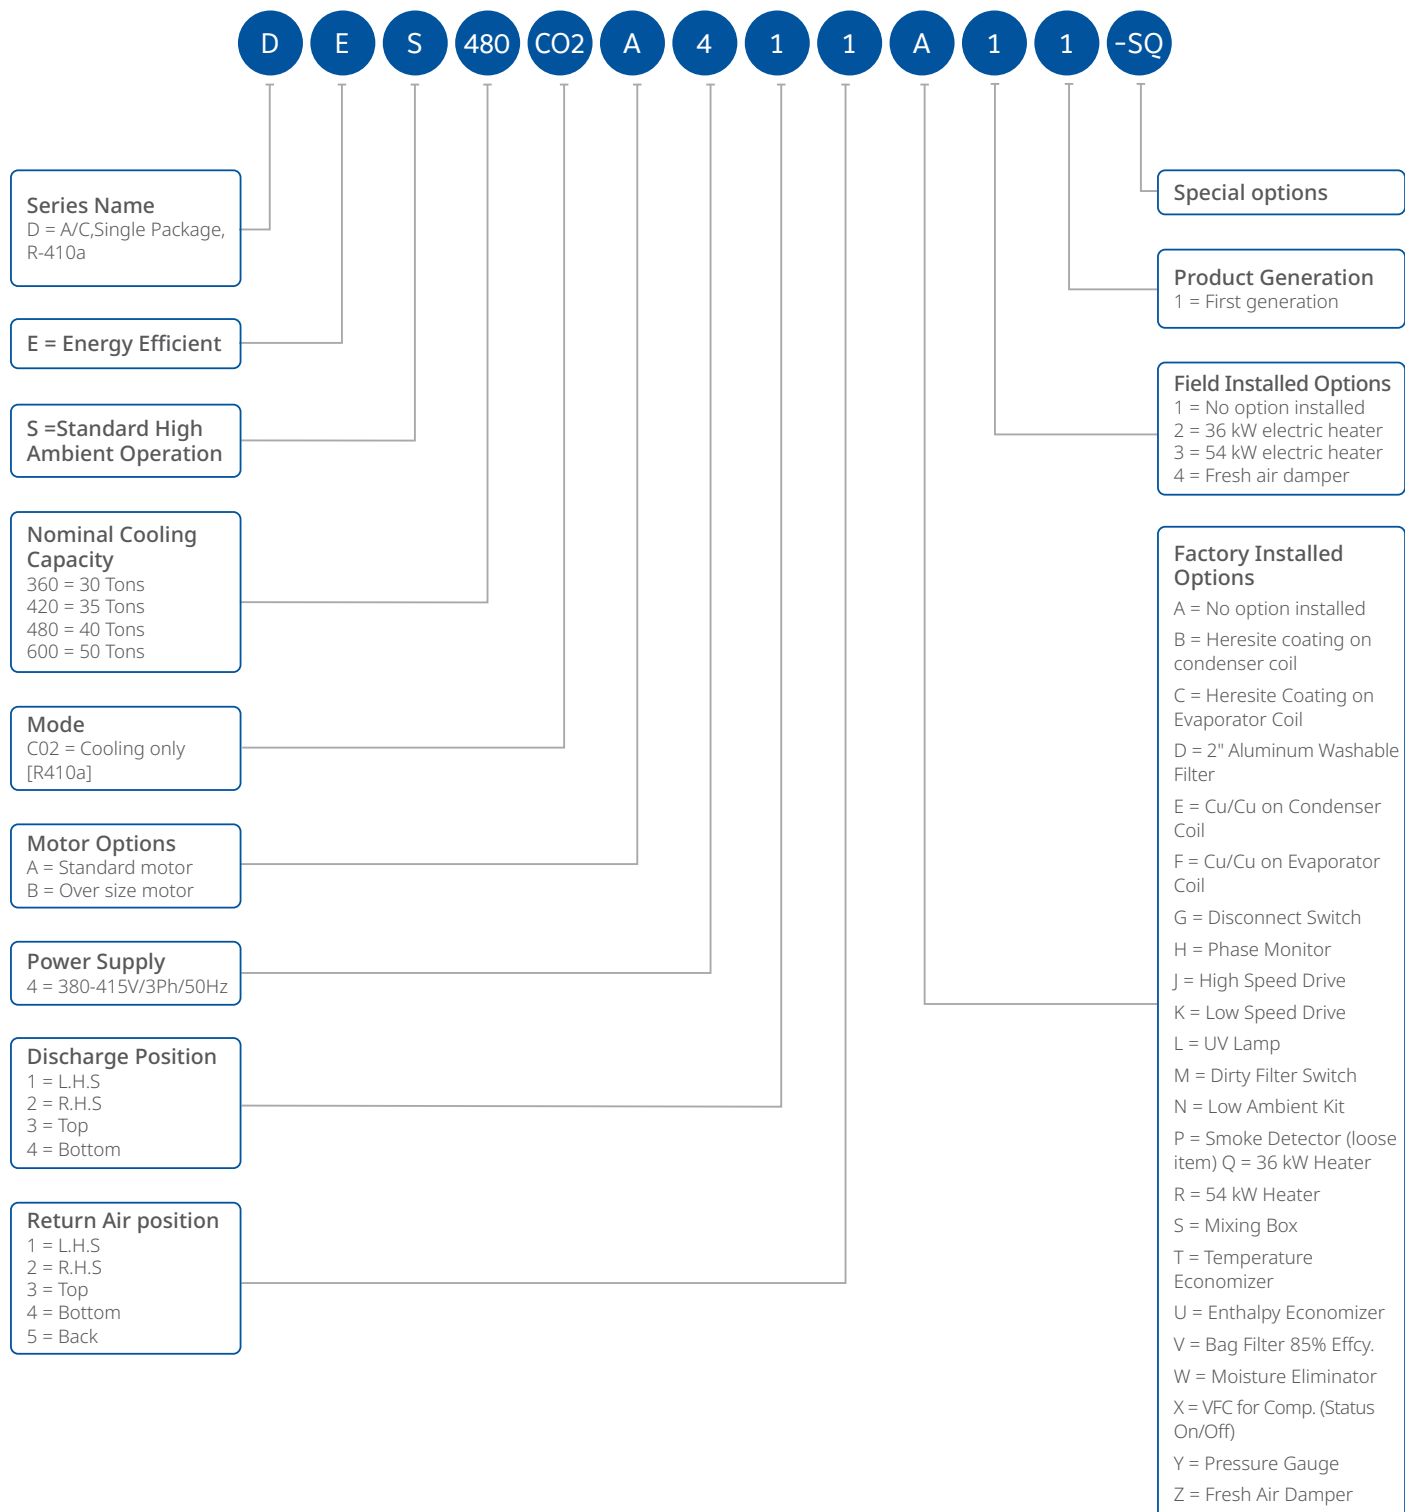 D E S 480 CO2 A 4 1 1 A 1 1 -SQ
Series Name
D = A/C,Single Package,
R-410a
E = Energy Efficient
S =Standard High
Ambient Operation
Nominal Cooling
Capacity
360 = 30 Tons
420 = 35 Tons
480 = 40 Tons
600 = 50 Tons
Mode
C02 = Cooling only
[R410a]
Motor Options
A = Standard motor
B = Over size motor
Power Supply
4 = 380-415V/3Ph/50Hz
Discharge Position
1 = L.H.S
2 = R.H.S
3 = Top
4 = Bottom
Return Air position
1 = L.H.S
2 = R.H.S
3 = Top
4 = Bottom
5 = Back
Special options
Product Generation
1 = First generation
Field Installed Options
1 = No option installed
2 = 36 kW electric heater
3 = 54 kW electric heater
4 = Fresh air damper
Factory Installed
Options
A = No option installed
B = Heresite coating on
condenser coil
C = Heresite Coating on
Evaporator Coil
D = 2" Aluminum Washable
Filter
E = Cu/Cu on Condenser
Coil
F = Cu/Cu on Evaporator
Coil
G = Disconnect Switch
H = Phase Monitor
J = High Speed Drive
K = Low Speed Drive
L = UV Lamp
M = Dirty Filter Switch
N = Low Ambient Kit
P = Smoke Detector (loose
item) Q = 36 kW Heater
R = 54 kW Heater
S = Mixing Box
T = Temperature
Economizer
U = Enthalpy Economizer
V = Bag Filter 85% Effcy.
W = Moisture Eliminator
X = VFC for Comp. (Status
On/Off)
Y = Pressure Gauge
Z = Fresh Air Damper